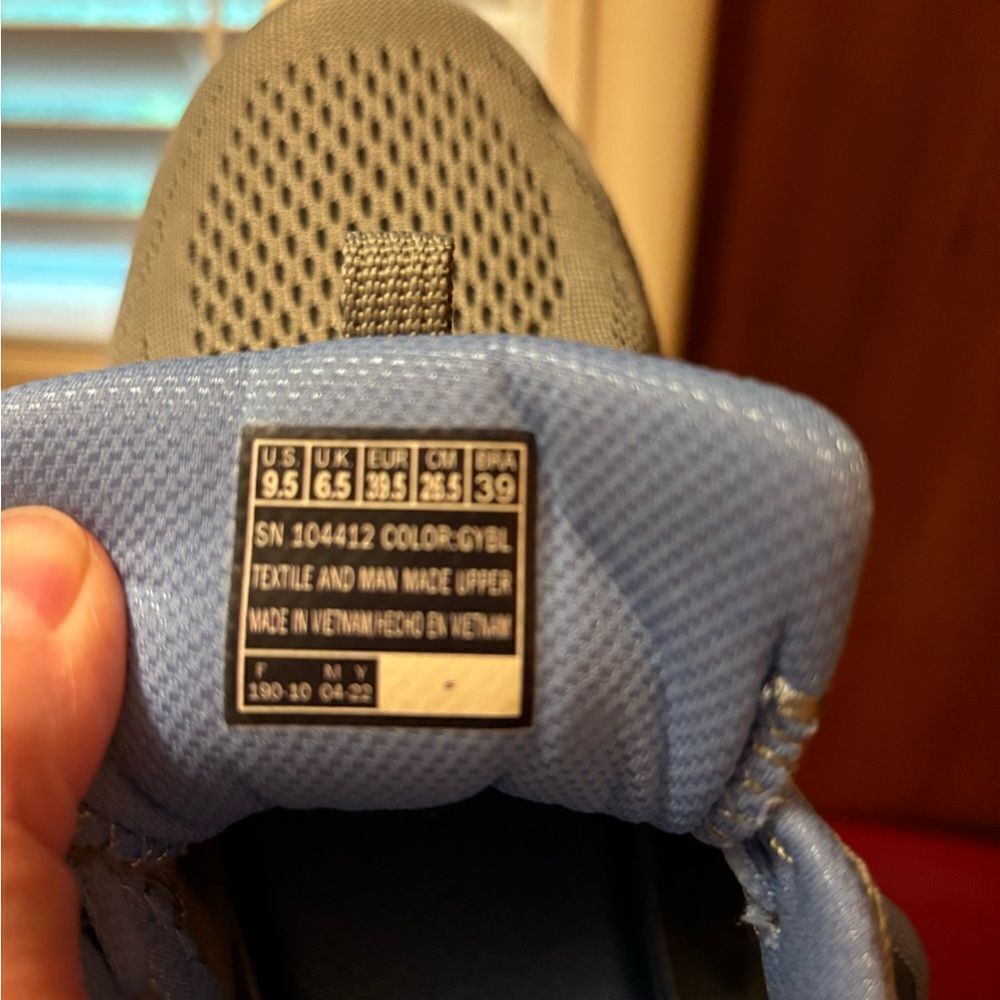 U.S. U.K. EUR CM BRA
9.5 6.5 39.5 26.5 39
SN 104412 COLOR:GYBL
TEXTILE AND MAN MADE UPPER
MADE IN VIETNAM/HECHO EN VIETNAM
F M Y
190-10 04-22